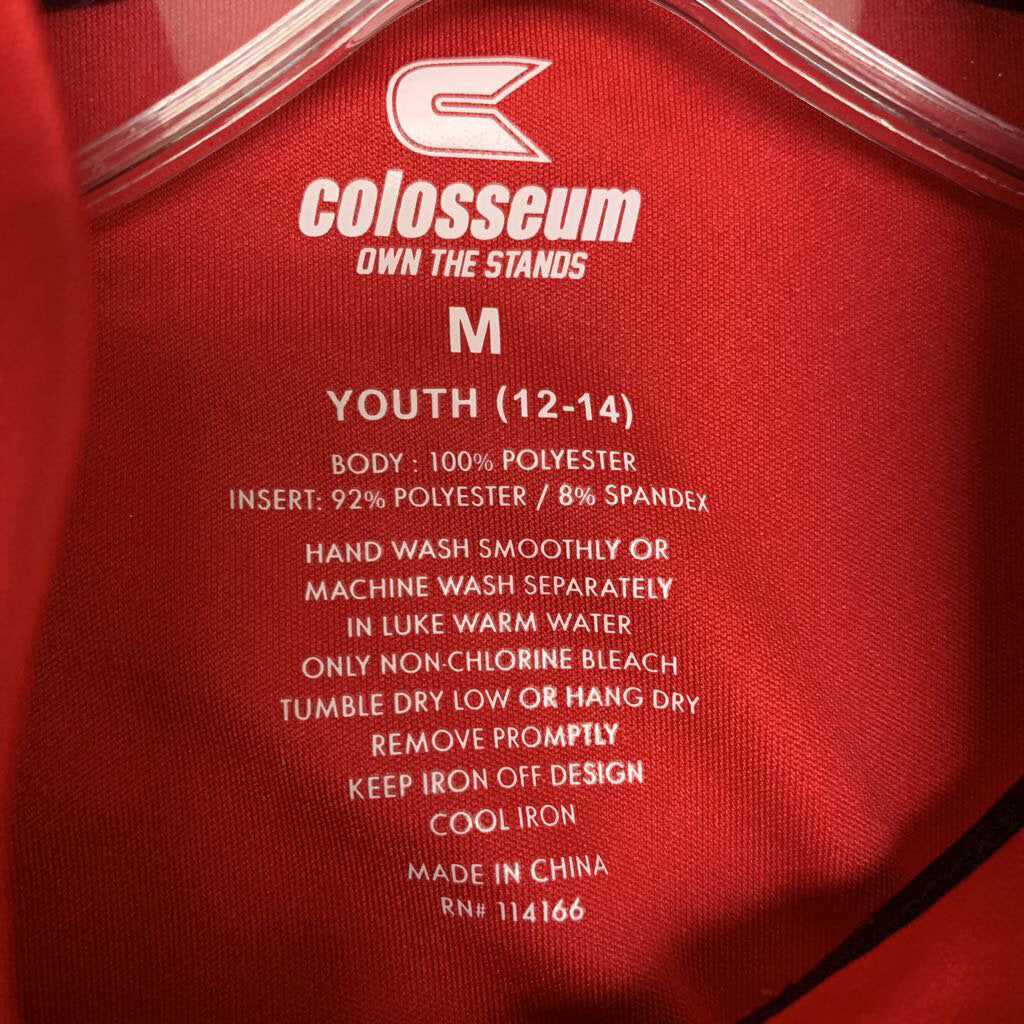 colosseum
OWN THE STANDS
M
YOUTH (12-14)
BODY : 100% POLYESTER
INSERT: 92% POLYESTER / 8% SPANDEX
HAND WASH SMOOTHLY OR
MACHINE WASH SEPARATELY
IN LUKE WARM WATER
ONLY NON-CHLORINE BLEACH
TUMBLE DRY LOW OR HANG DRY
REMOVE PROMPTLY
KEEP IRON OFF DESIGN
COOL IRON
MADE IN CHINA
RN# 114166